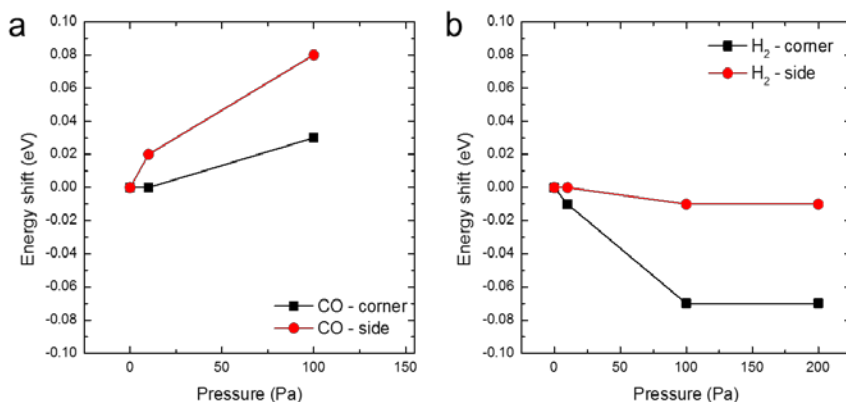 a
0.10
0.08
0.06
0.04
0.02
0.00
-0.02
-0.04
-0.06
-0.08
-0.10
Energy shift (eV)
CO - corner
CO - side
0 50 100 150
Pressure (Pa)
b
0.10
0.08
0.06
0.04
0.02
0.00
-0.02
-0.04
-0.06
-0.08
-0.10
Energy shift (eV)
H₂ - corner
H₂ - side
0 50 100 150 200
Pressure (Pa)